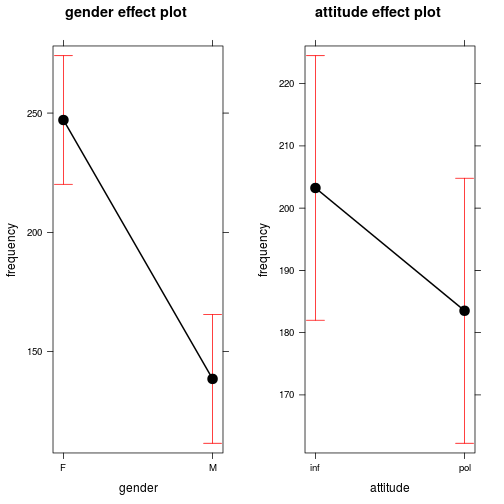 gender effect plot
frequency
250
200
150
F M
gender
attitude effect plot
frequency
220
210
200
190
180
170
inf pol
attitude